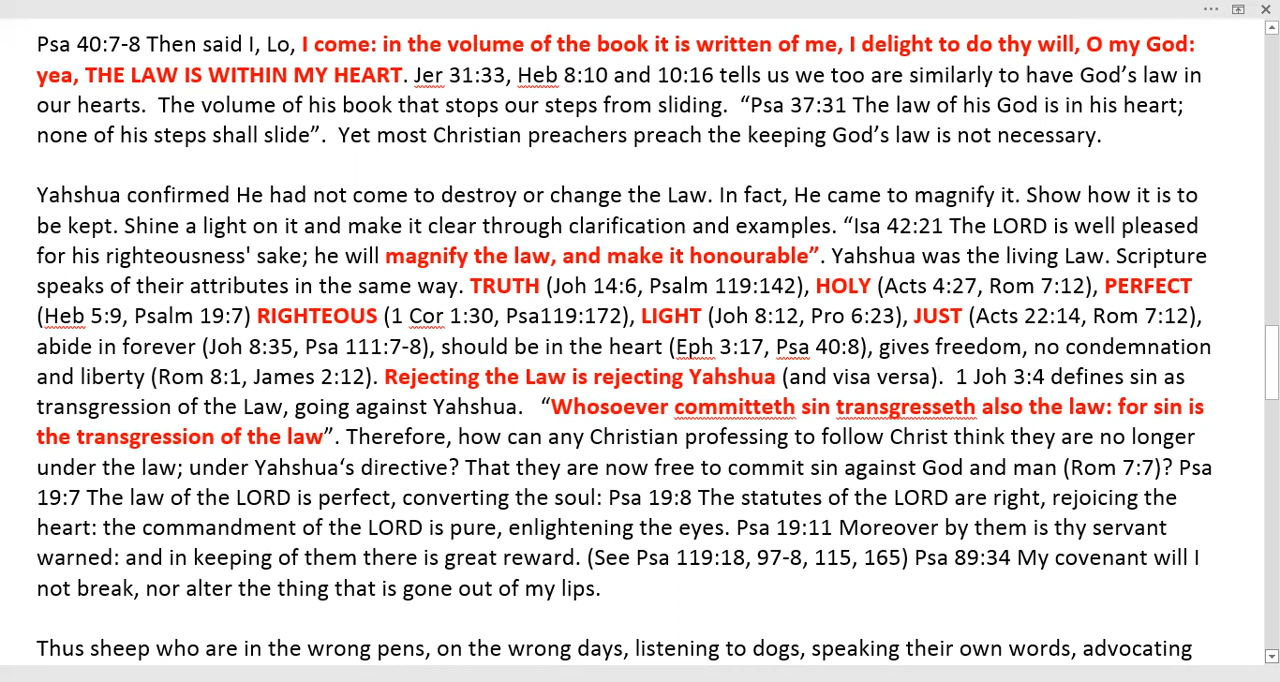 Psa 40:7-8 Then said I, Lo, I come: in the volume of the book it is written of me, I delight to do thy will, O my God:
yea, THE LAW IS WITHIN MY HEART. Jer 31:33, Heb 8:10 and 10:16 tells us we too are similarly to have God's law in
our hearts.  The volume of his book that stops our steps from sliding.  “Psa 37:31 The law of his God is in his heart;
none of his steps shall slide”.  Yet most Christian preachers preach the keeping God's law is not necessary.

Yahshua confirmed He had not come to destroy or change the Law. In fact, He came to magnify it. Show how it is to
be kept. Shine a light on it and make it clear through clarification and examples. “Isa 42:21 The LORD is well pleased
for his righteousness' sake; he will magnify the law, and make it honourable”. Yahshua was the living Law. Scripture
speaks of their attributes in the same way. TRUTH (Joh 14:6, Psalm 119:142), HOLY (Acts 4:27, Rom 7:12), PERFECT
(Heb 5:9, Psalm 19:7) RIGHTEOUS (1 Cor 1:30, Psa119:172), LIGHT (Joh 8:12, Pro 6:23), JUST (Acts 22:14, Rom 7:12),
abide in forever (Joh 8:35, Psa 111:7-8), should be in the heart (Eph 3:17, Psa 40:8), gives freedom, no condemnation
and liberty (Rom 8:1, James 2:12). Rejecting the Law is rejecting Yahshua (and visa versa).  1 Joh 3:4 defines sin as
transgression of the Law, going against Yahshua.   “Whosoever committeth sin transgresseth also the law: for sin is
the transgression of the law”. Therefore, how can any Christian professing to follow Christ think they are no longer
under the law; under Yahshua‘s directive? That they are now free to commit sin against God and man (Rom 7:7)? Psa
19:7 The law of the LORD is perfect, converting the soul: Psa 19:8 The statutes of the LORD are right, rejoicing the
heart: the commandment of the LORD is pure, enlightening the eyes. Psa 19:11 Moreover by them is thy servant
warned: and in keeping of them there is great reward. (See Psa 119:18, 97-8, 115, 165) Psa 89:34 My covenant will I
not break, nor alter the thing that is gone out of my lips.

Thus sheep who are in the wrong pens, on the wrong days, listening to dogs, speaking their own words, advocating